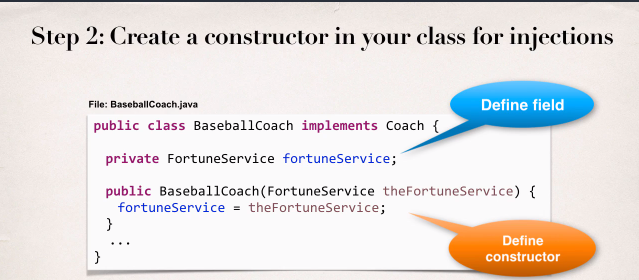 Step 2: Create a constructor in your class for injections
File: BaseballCoach.java
Define field
public class BaseballCoach implements Coach {
private FortuneService fortuneService;
public BaseballCoach(FortuneService theFortuneService) {
fortuneService = theFortuneService;
}
...
}
Define
constructor